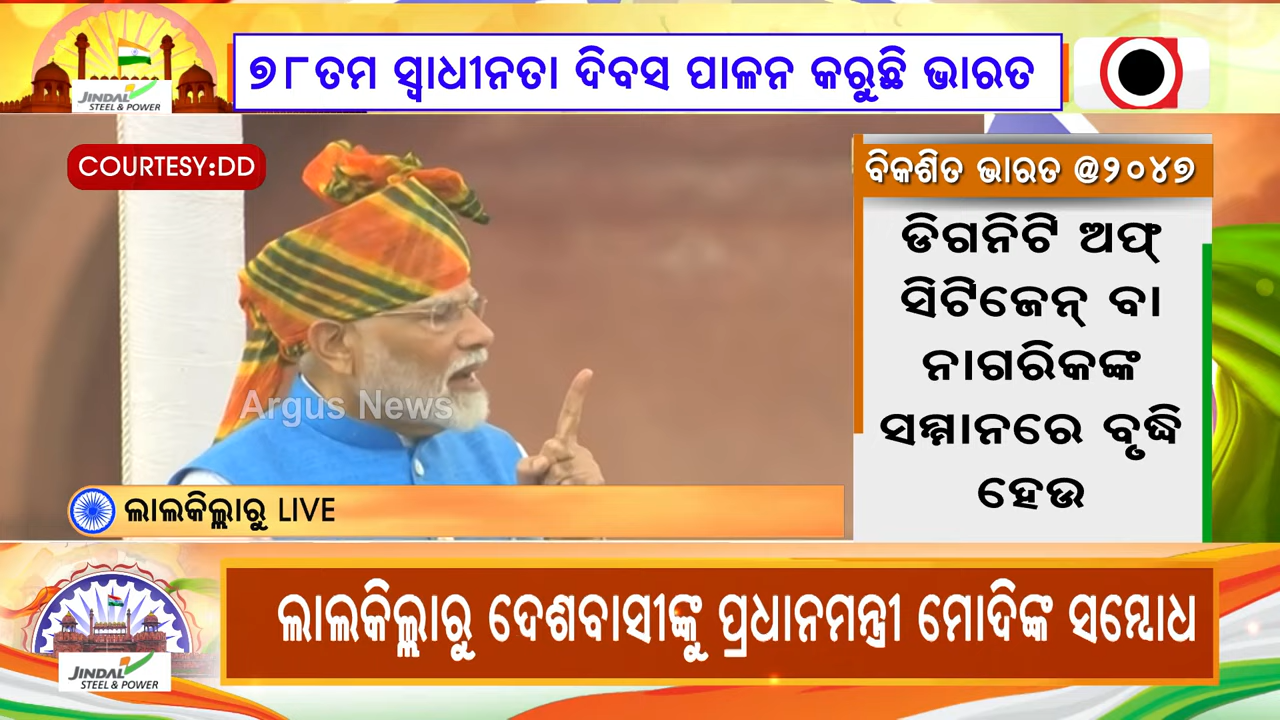 ୭୮ତମ ସ୍ୱାଧୀନତା ଦିବସ ପାଳନ କରୁଛି ଭାରତ
JINDAL
STEEL & POWER
COURTESY:DD
ବିକଶିତ ଭାରତ @୨୦୪୭
ଡିଗନିଟି ଅଫ୍
ସିଟିଜେନ୍ ବା
ନାଗରିକଙ୍କ
ସମ୍ମାନରେ ବୃଦ୍ଧି
ହେଉ
Argus News
ଲାଲକିଲ୍ଲାରୁ LIVE
ଲାଲକିଲ୍ଲାରୁ ଦେଶବାସୀଙ୍କୁ ପ୍ରଧାନମନ୍ତ୍ରୀ ମୋଦିଙ୍କ ସମ୍ବୋଧ
JINDAL
STEEL & POWER